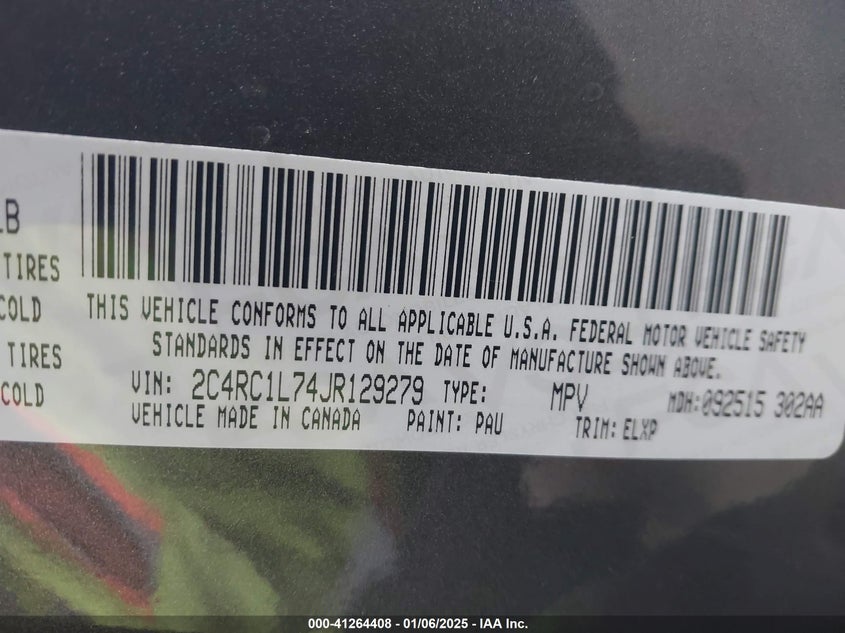 LB
TIRES
COLD
TIRES
COLD
THIS VEHICLE CONFORMS TO ALL APPLICABLE U.S.A. FEDERAL MOTOR VEHICLE SAFETY
STANDARDS IN EFFECT ON THE DATE OF MANUFACTURE SHOWN ABOVE.
VIN: 2C4RC1L74JR129279 TYPE: MPV MDH:092515 302AA
VEHICLE MADE IN CANADA PAINT: PAU TRIM: ELXP
000-41264408 - 01/06/2025 - IAA Inc.